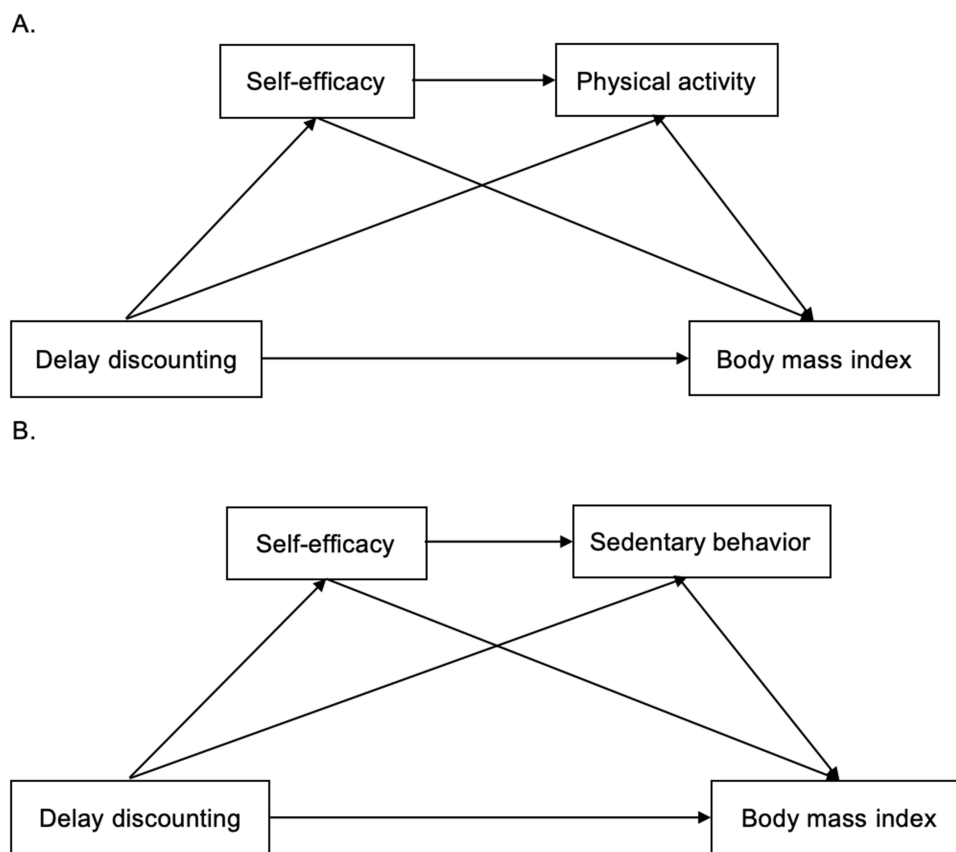 A.
Self-efficacy
Physical activity
Delay discounting
Body mass index
B.
Self-efficacy
Sedentary behavior
Delay discounting
Body mass index